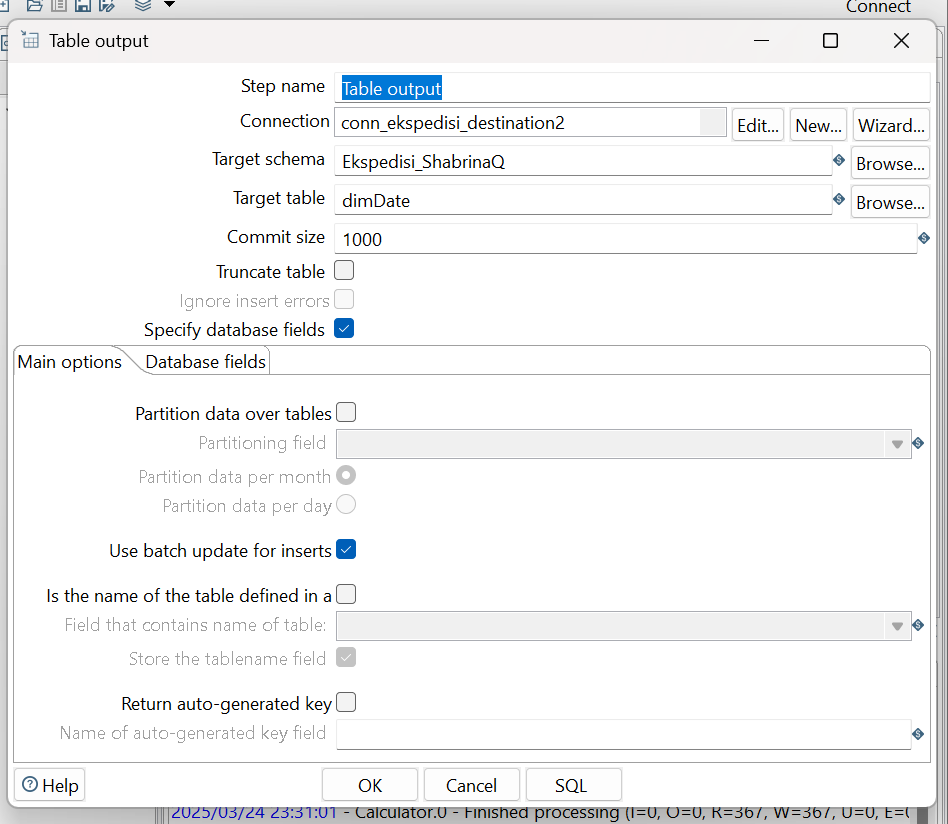 Connect
Table output
Step name Table output
Connection conn_ekspedisi_destination2 Edit... New... Wizard...
Target schema Ekspedisi_ShabrinaQ Browse...
Target table dimDate Browse...
Commit size 1000
Truncate table
Ignore insert errors
Specify database fields
Main options Database fields
Partition data over tables
Partitioning field
Partition data per month
Partition data per day
Use batch update for inserts
Is the name of the table defined in a
Field that contains name of table:
Store the tablename field
Return auto-generated key
Name of auto-generated key field
Help OK Cancel SQL
2025/03/24 23:31:01 - Calculator.0 - Finished processing (I=0, O=0, R=367, W=367, U=0, E=0